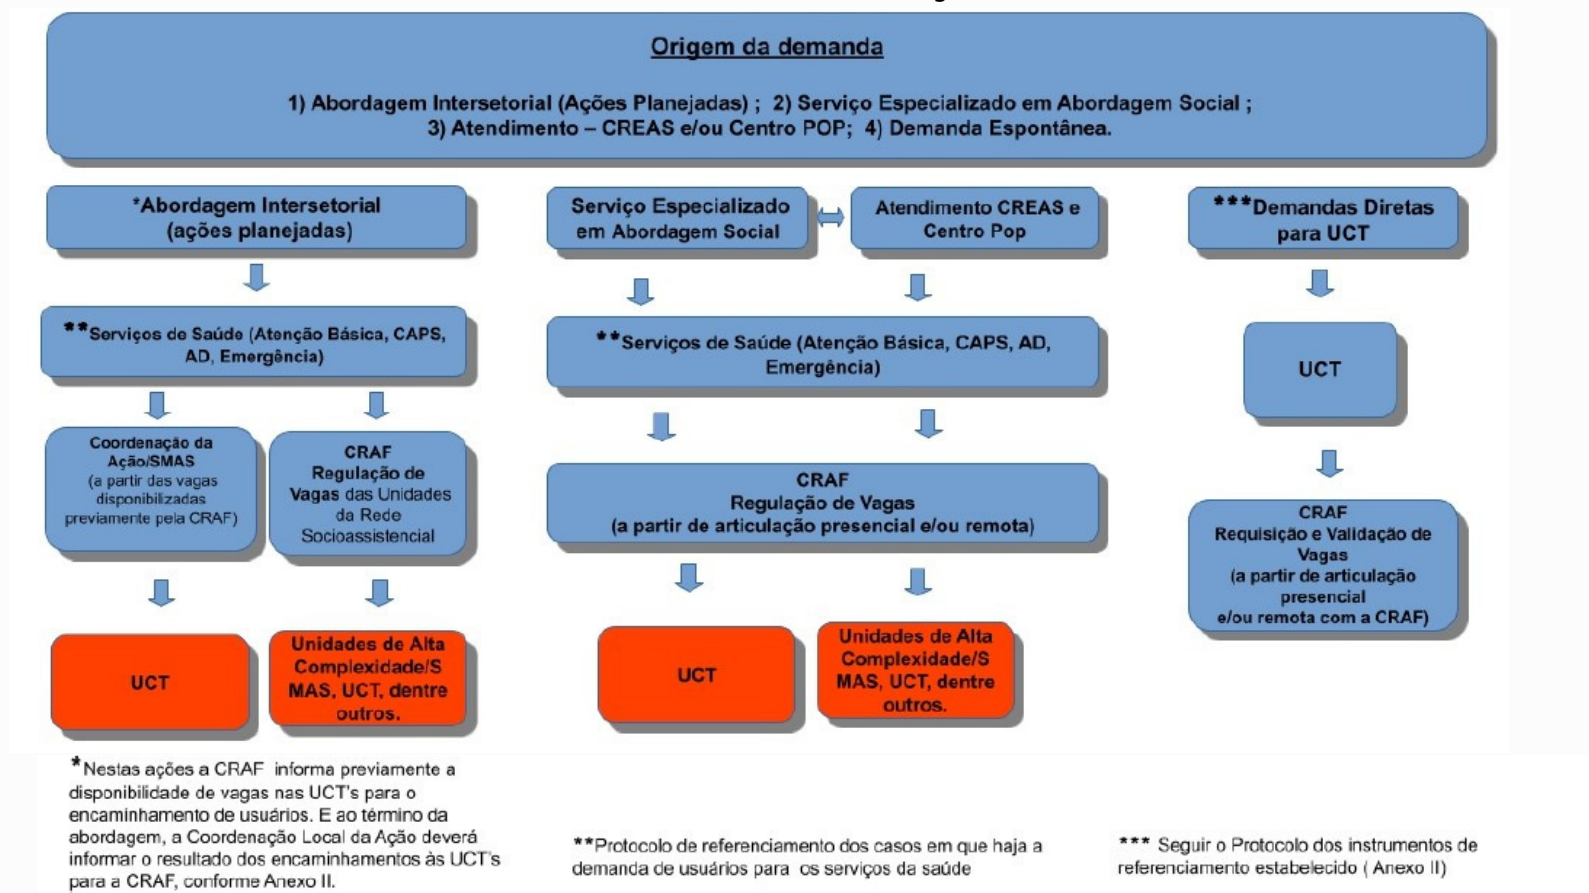 Origem da demanda
1) Abordagem Intersetorial (Ações Planejadas) ; 2) Serviço Especializado em Abordagem Social ;
3) Atendimento – CREAS e/ou Centro POP; 4) Demanda Espontânea.
*Abordagem Intersetorial
(ações planejadas)
**Serviços de Saúde (Atenção Básica, CAPS,
AD, Emergência)
Coordenação da
Ação/SMAS
(a partir das vagas
disponibilizadas
previamente pela CRAF)
CRAF
Regulação de
Vagas das Unidades
da Rede
Socioassistencial
UCT
Unidades de Alta
Complexidade/S
MAS, UCT, dentre
outros.
Serviço Especializado
em Abordagem Social
Atendimento CREAS e
Centro Pop
**Serviços de Saúde (Atenção Básica, CAPS, AD,
Emergência)
CRAF
Regulação de Vagas
(a partir de articulação presencial e/ou remota)
UCT
Unidades de Alta
Complexidade/S
MAS, UCT, dentre
outros.
***Demandas Diretas
para UCT
UCT
CRAF
Requisição e Validação de
Vagas
(a partir de articulação
presencial
e/ou remota com a CRAF)
*Nestas ações a CRAF informa previamente a
disponibilidade de vagas nas UCT's para o
encaminhamento de usuários. E ao término da
abordagem, a Coordenação Local da Ação deverá
informar o resultado dos encaminhamentos às UCT's
para a CRAF, conforme Anexo II.
**Protocolo de referenciamento dos casos em que haja a
demanda de usuários para os serviços da saúde
*** Seguir o Protocolo dos instrumentos de
referenciamento estabelecido ( Anexo II)